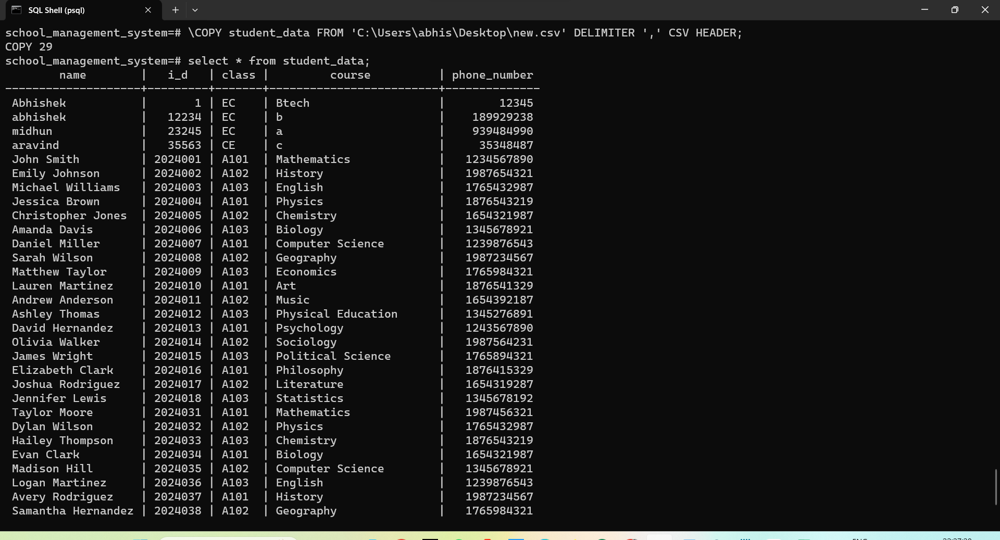 SQL Shell (psql)
school_management_system=# \COPY student_data FROM 'C:\Users\abhis\Desktop\new.csv' DELIMITER ',' CSV HEADER;
COPY 29
school_management_system=# select * from student_data;
name | i_d | class | course | phone_number
--------------------+---------+-------+-------------------------+--------------
Abhishek | 1 | EC | Btech | 12345
abhishek | 12234 | EC | b | 189929238
midhun | 23245 | EC | a | 939484990
aravind | 35563 | CE | c | 35348487
John Smith | 2024001 | A101 | Mathematics | 1234567890
Emily Johnson | 2024002 | A102 | History | 1987654321
Michael Williams | 2024003 | A103 | English | 1765432987
Jessica Brown | 2024004 | A101 | Physics | 1876543219
Christopher Jones | 2024005 | A102 | Chemistry | 1654321987
Amanda Davis | 2024006 | A103 | Biology | 1345678921
Daniel Miller | 2024007 | A101 | Computer Science | 1239876543
Sarah Wilson | 2024008 | A102 | Geography | 1987234567
Matthew Taylor | 2024009 | A103 | Economics | 1765984321
Lauren Martinez | 2024010 | A101 | Art | 1876541329
Andrew Anderson | 2024011 | A102 | Music | 1654392187
Ashley Thomas | 2024012 | A103 | Physical Education | 1345276891
David Hernandez | 2024013 | A101 | Psychology | 1243567890
Olivia Walker | 2024014 | A102 | Sociology | 1987564231
James Wright | 2024015 | A103 | Political Science | 1765894321
Elizabeth Clark | 2024016 | A101 | Philosophy | 1876415329
Joshua Rodriguez | 2024017 | A102 | Literature | 1654319287
Jennifer Lewis | 2024018 | A103 | Statistics | 1345678192
Taylor Moore | 2024031 | A101 | Mathematics | 1987456321
Dylan Wilson | 2024032 | A102 | Physics | 1765432987
Hailey Thompson | 2024033 | A103 | Chemistry | 1876543219
Evan Clark | 2024034 | A101 | Biology | 1654321987
Madison Hill | 2024035 | A102 | Computer Science | 1345678921
Logan Martinez | 2024036 | A103 | English | 1239876543
Avery Rodriguez | 2024037 | A101 | History | 1987234567
Samantha Hernandez | 2024038 | A102 | Geography | 1765984321